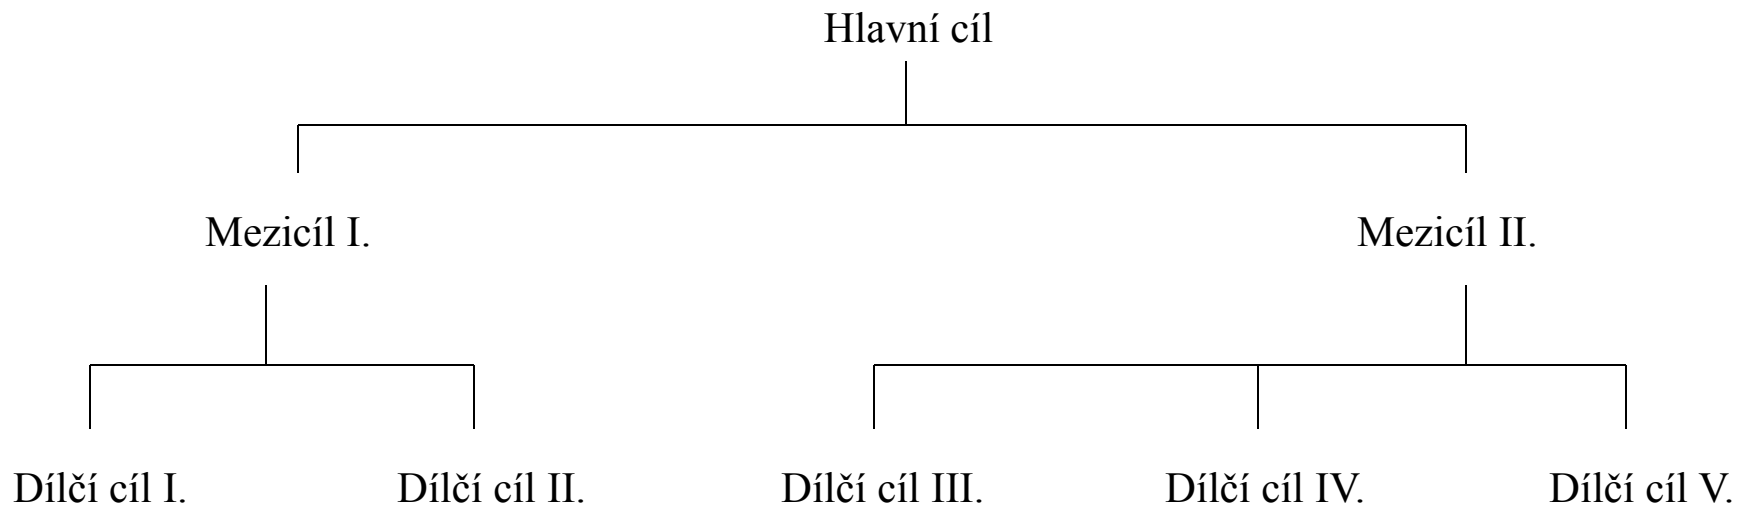 Hlavní cíl
Mezicíl I.
Mezicíl II.
Dílčí cíl I.
Dílčí cíl II.
Dílčí cíl III.
Dílčí cíl IV.
Dílčí cíl V.